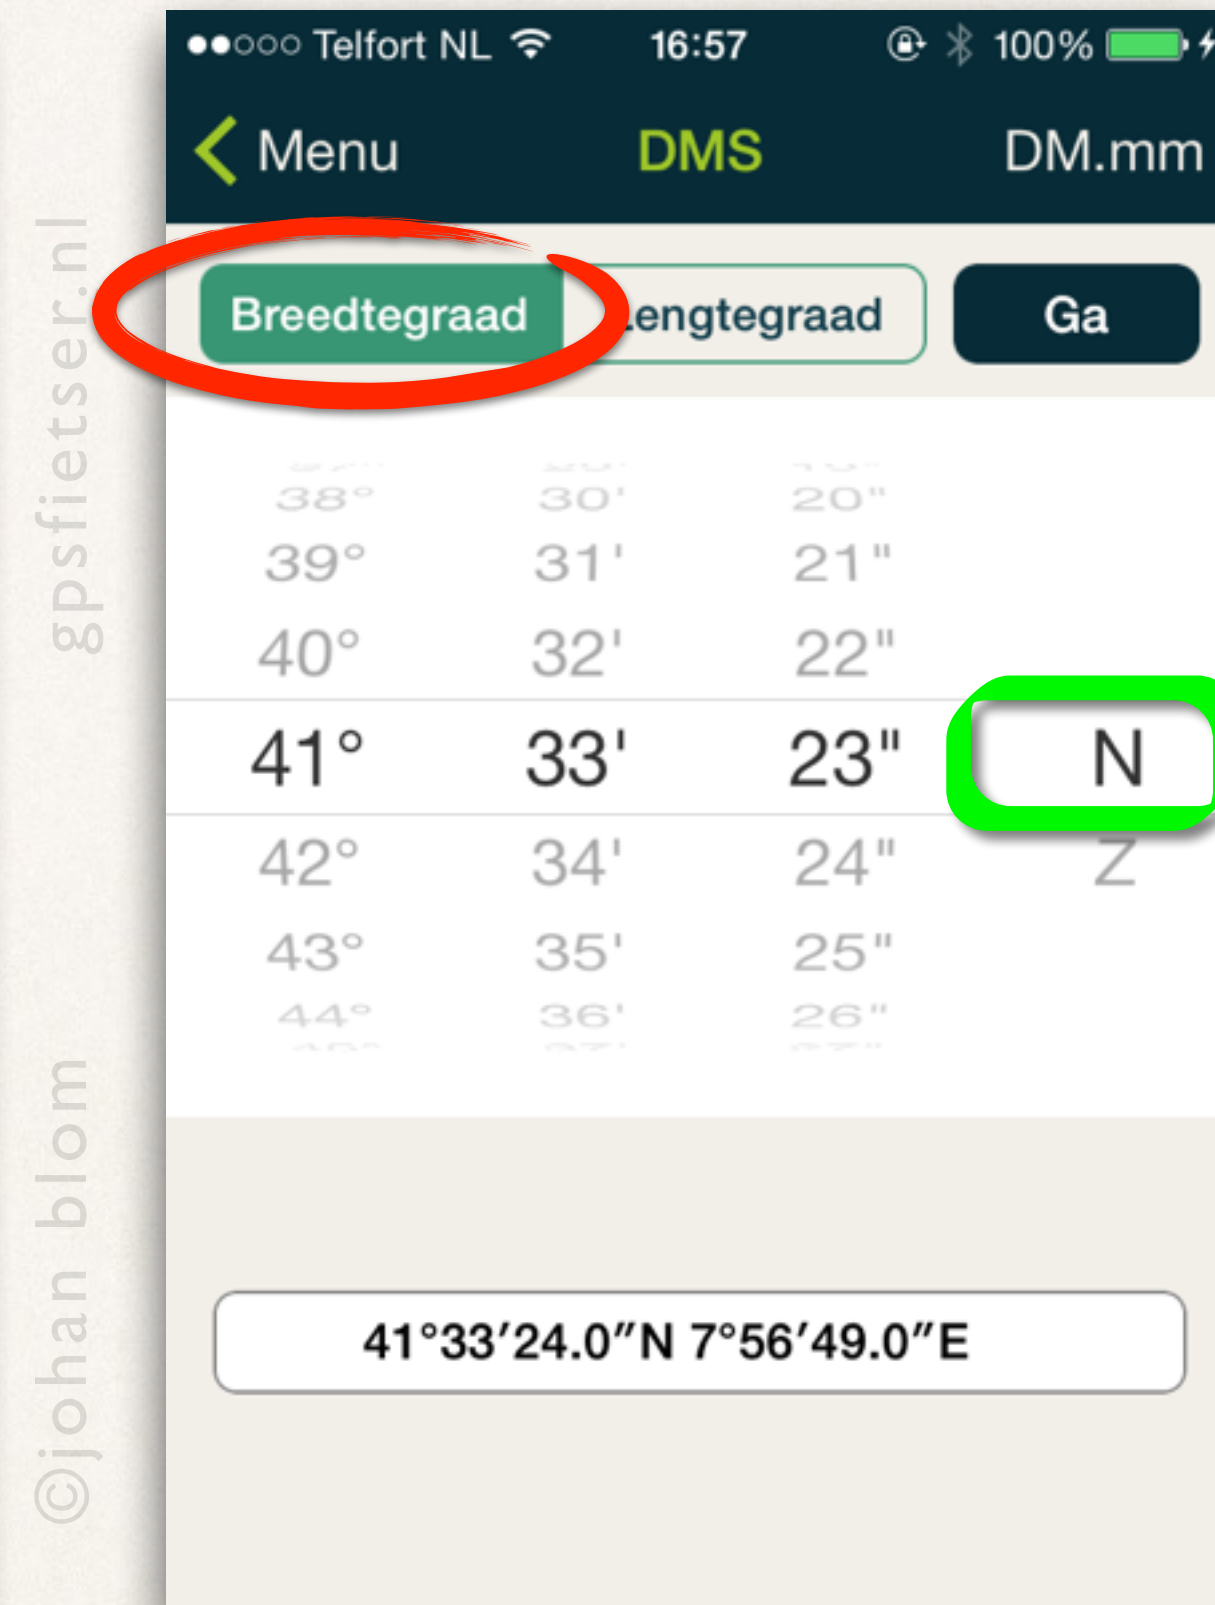 Telfort NL 16:57 100%
Menu DMS DM.mm
Breedtegraad engtegraad Ga
38° 30' 20"
39° 31' 21"
40° 32' 22"
41° 33' 23" N
42° 34' 24" Z
43° 35' 25"
44° 36' 26"
41°33′24.0″N 7°56′49.0″E
gpsfietser.nl
©johan blom